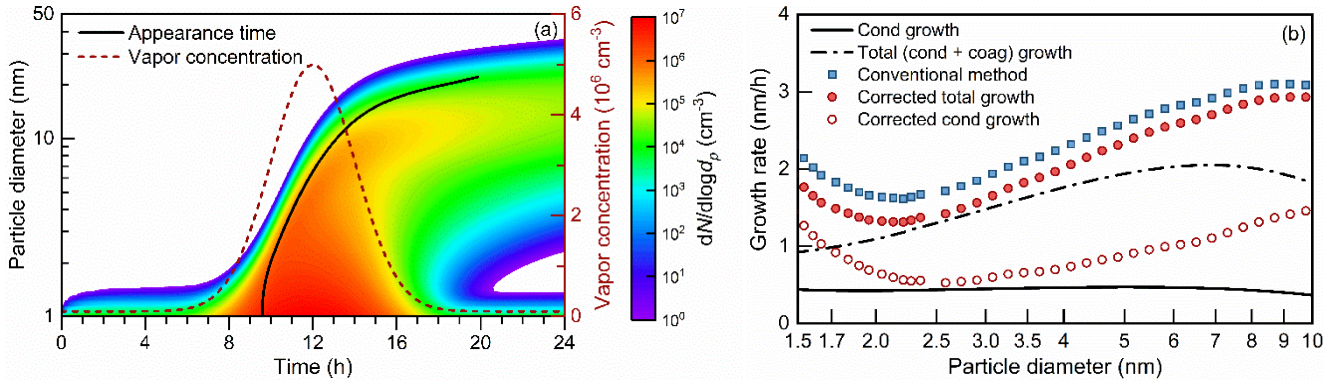 (a)
Appearance time
Vapor concentration
50
10
1
Particle diameter (nm)
0 4 8 12 16 20 24
Time (h)
6
4
2
0
Vapor concentration (10⁶ cm⁻³)
10⁷
10⁶
10⁵
10⁴
10³
10²
10¹
10⁰
dN/dlogdₚ (cm⁻³)
(b)
Cond growth
Total (cond + coag) growth
Conventional method
Corrected total growth
Corrected cond growth
4
3
2
1
0
Growth rate (nm/h)
1.5 1.7 2.0 2.5 3.0 3.5 4 5 6 7 8 9 10
Particle diameter (nm)